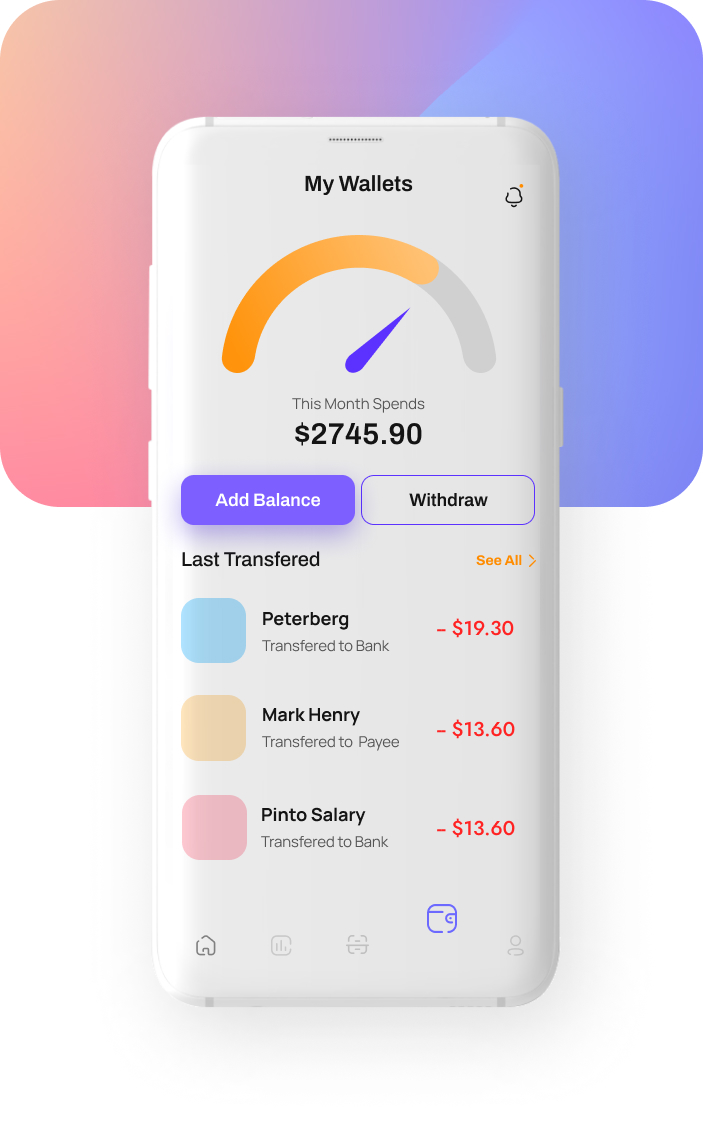 My Wallets
This Month Spends
$2745.90
Add Balance
Withdraw
Last Transfered
See All
Peterberg
Transfered to Bank
– $19.30
Mark Henry
Transfered to  Payee
– $13.60
Pinto Salary
Transfered to Bank
– $13.60